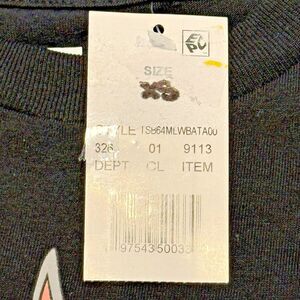 SIZE
XS
STYLE TSB64MLWBATA00
326 01 9113
DEPT CL ITEM